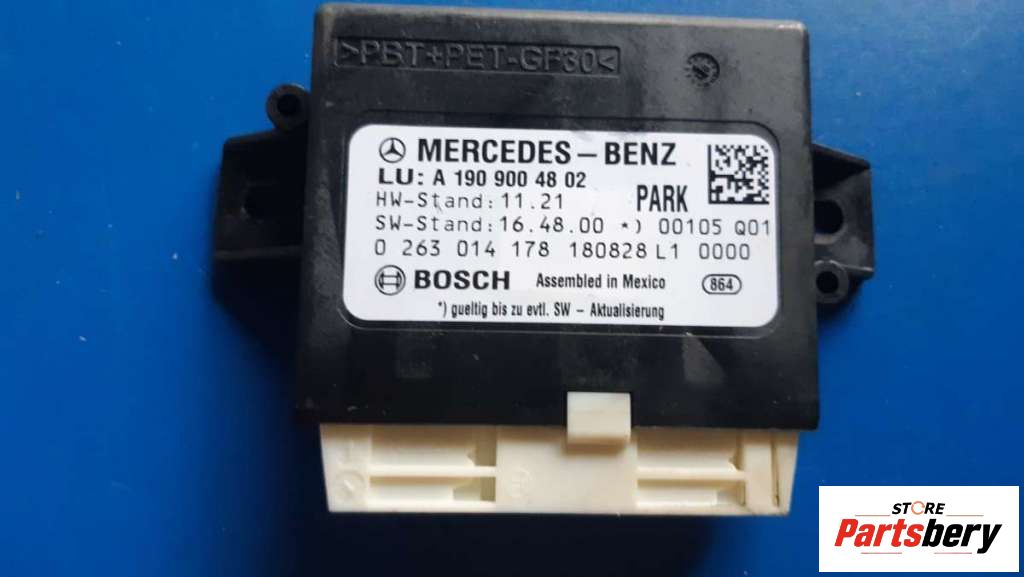 >PBT+PET-GF30<
MERCEDES-BENZ
LU: A 190 900 48 02
HW-Stand: 11.21 PARK
SW-Stand: 16.48.00 *) 00105 Q01
0 263 014 178 180828 L1 0000
BOSCH Assembled in Mexico 864
*) gueltig bis zu evtl. SW - Aktualisierung
STORE
Partsbery